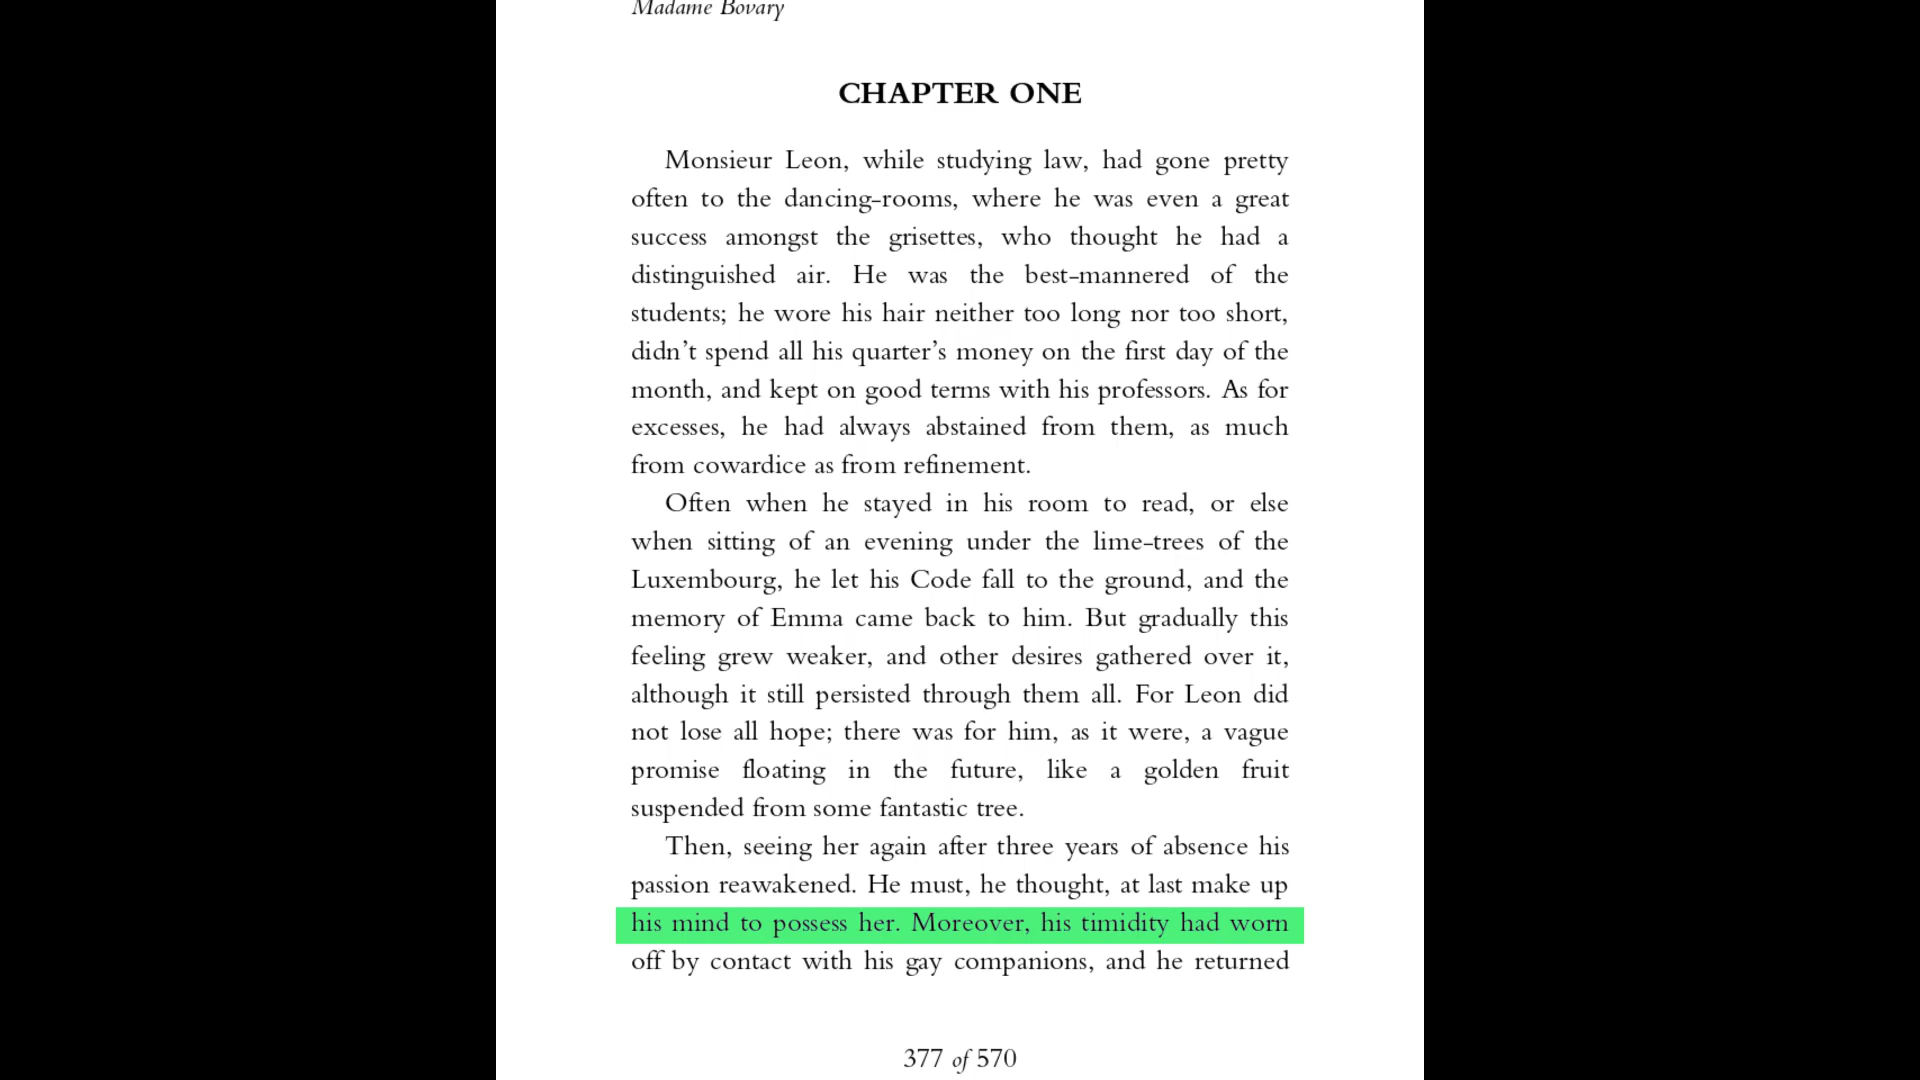 Madame Bovary
CHAPTER ONE
Monsieur Leon, while studying law, had gone pretty
often to the dancing-rooms, where he was even a great
success amongst the grisettes, who thought he had a
distinguished air. He was the best-mannered of the
students; he wore his hair neither too long nor too short,
didn’t spend all his quarter’s money on the first day of the
month, and kept on good terms with his professors. As for
excesses, he had always abstained from them, as much
from cowardice as from refinement.
Often when he stayed in his room to read, or else
when sitting of an evening under the lime-trees of the
Luxembourg, he let his Code fall to the ground, and the
memory of Emma came back to him. But gradually this
feeling grew weaker, and other desires gathered over it,
although it still persisted through them all. For Leon did
not lose all hope; there was for him, as it were, a vague
promise floating in the future, like a golden fruit
suspended from some fantastic tree.
Then, seeing her again after three years of absence his
passion reawakened. He must, he thought, at last make up
his mind to possess her. Moreover, his timidity had worn
off by contact with his gay companions, and he returned
377 of 570